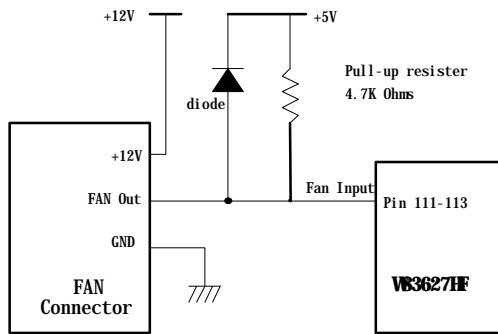 +12V
+5V
Pull-up resister
4.7K Ohms
diode
+12V
FAN Out
Fan Input
Pin 111-113
GND
W83627HF
FAN
Connector